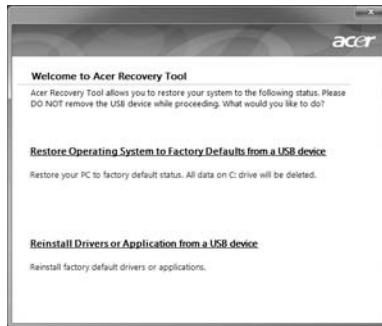 acer
Welcome to Acer Recovery Tool
Acer Recovery Tool allows you to restore your system to the following status. Please
DO NOT remove the USB device while proceeding. What would you like to do?
Restore Operating System to Factory Defaults from a USB device
Restore your PC to factory default status. All data on C: drive will be deleted.
Reinstall Drivers or Application from a USB device
Reinstall factory default drivers or applications.